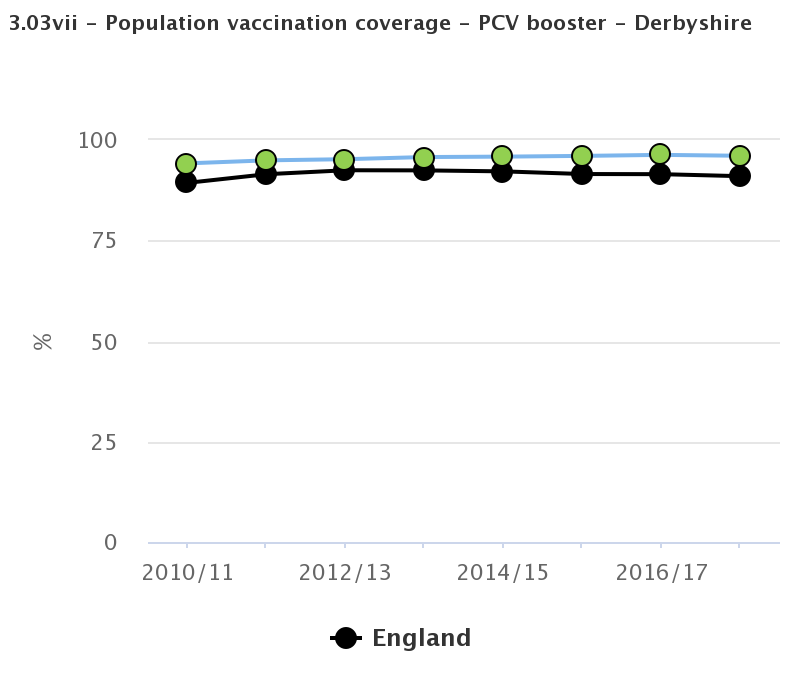 3.03vii – Population vaccination coverage – PCV booster – Derbyshire
100
75
50
25
0
%
2010/11 2012/13 2014/15 2016/17
England